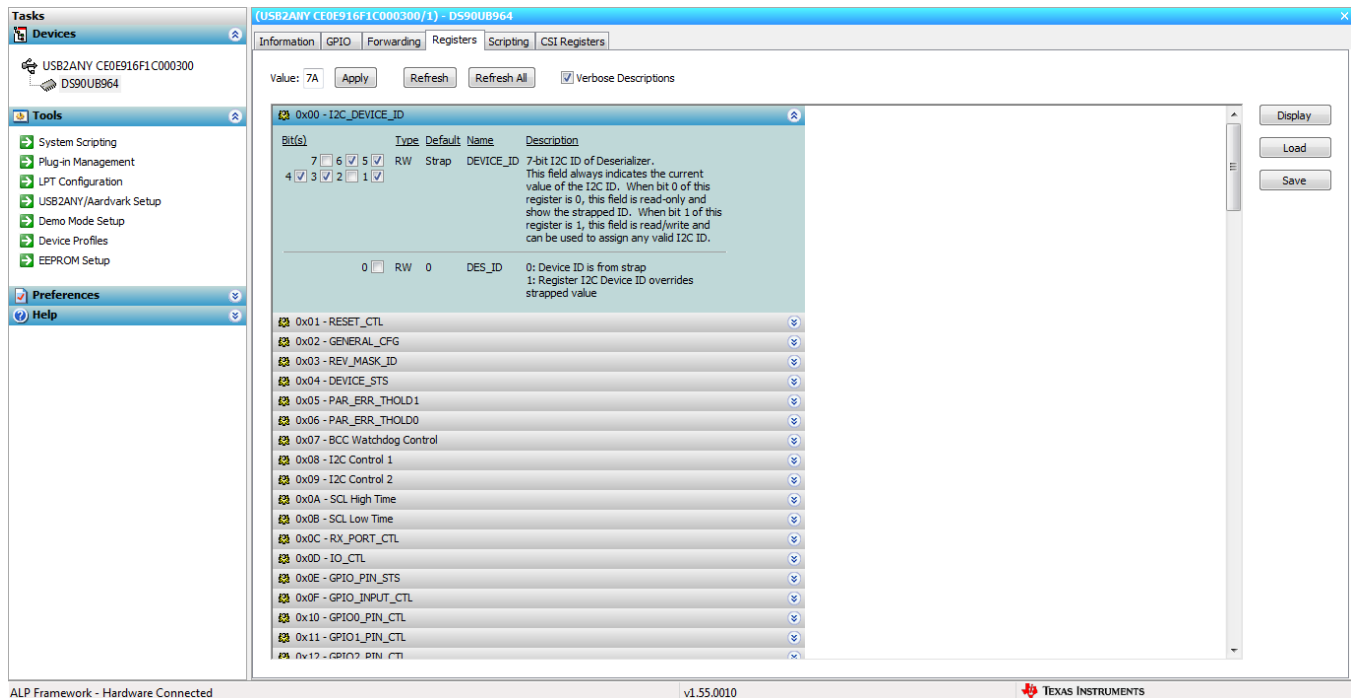 Tasks
Devices
USB2ANY CE0E916F1C000300
DS90UB964
Tools
System Scripting
Plug-in Management
LPT Configuration
USB2ANY/Aardvark Setup
Demo Mode Setup
Device Profiles
EEPROM Setup
Preferences
Help
(USB2ANY CE0E916F1C000300/1) - DS90UB964
Information GPIO Forwarding Registers Scripting CSI Registers
Value: 7A Apply Refresh Refresh All Verbose Descriptions
0x00 - I2C_DEVICE_ID
Bit(s) Type Default Name Description
7 6 5 RW Strap DEVICE_ID 7-bit I2C ID of Deserializer.
4 3 2 1 This field always indicates the current
value of the I2C ID. When bit 0 of this
register is 0, this field is read-only and
show the strapped ID. When bit 1 of this
register is 1, this field is read/write and
can be used to assign any valid I2C ID.
0 RW 0 DES_ID 0: Device ID is from strap
1: Register I2C Device ID overrides
strapped value
0x01 - RESET_CTL
0x02 - GENERAL_CFG
0x03 - REV_MASK_ID
0x04 - DEVICE_STS
0x05 - PAR_ERR_THOLD1
0x06 - PAR_ERR_THOLD0
0x07 - BCC Watchdog Control
0x08 - I2C Control 1
0x09 - I2C Control 2
0x0A - SCL High Time
0x0B - SCL Low Time
0x0C - RX_PORT_CTL
0x0D - IO_CTL
0x0E - GPIO_PIN_STS
0x0F - GPIO_INPUT_CTL
0x10 - GPIO0_PIN_CTL
0x11 - GPIO1_PIN_CTL
0x12 - GPIO2_PIN_CTL
Display
Load
Save
ALP Framework - Hardware Connected v1.55.0010 TEXAS INSTRUMENTS